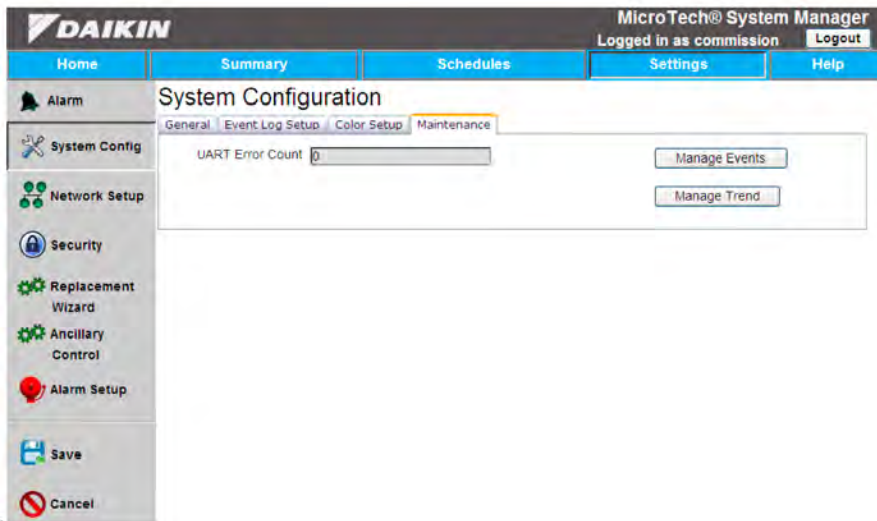 DAIKIN
MicroTech® System Manager
Logged in as commission Logout
Home Summary Schedules Settings Help
Alarm
System Config
Network Setup
Security
Replacement
Wizard
Ancillary
Control
Alarm Setup
Save
Cancel
System Configuration
General Event Log Setup Color Setup Maintenance
UART Error Count 0 Manage Events
Manage Trend